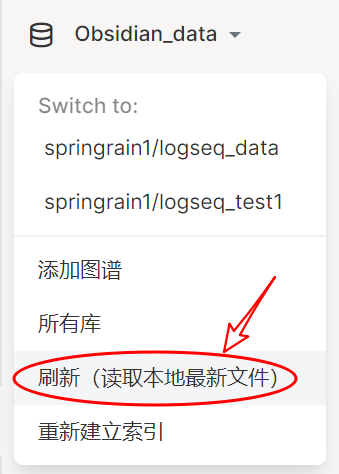 Obsidian_data
Switch to:
springrain1/logseq_data
springrain1/logseq_test1
添加图谱
所有库
刷新（读取本地最新文件）
重新建立索引